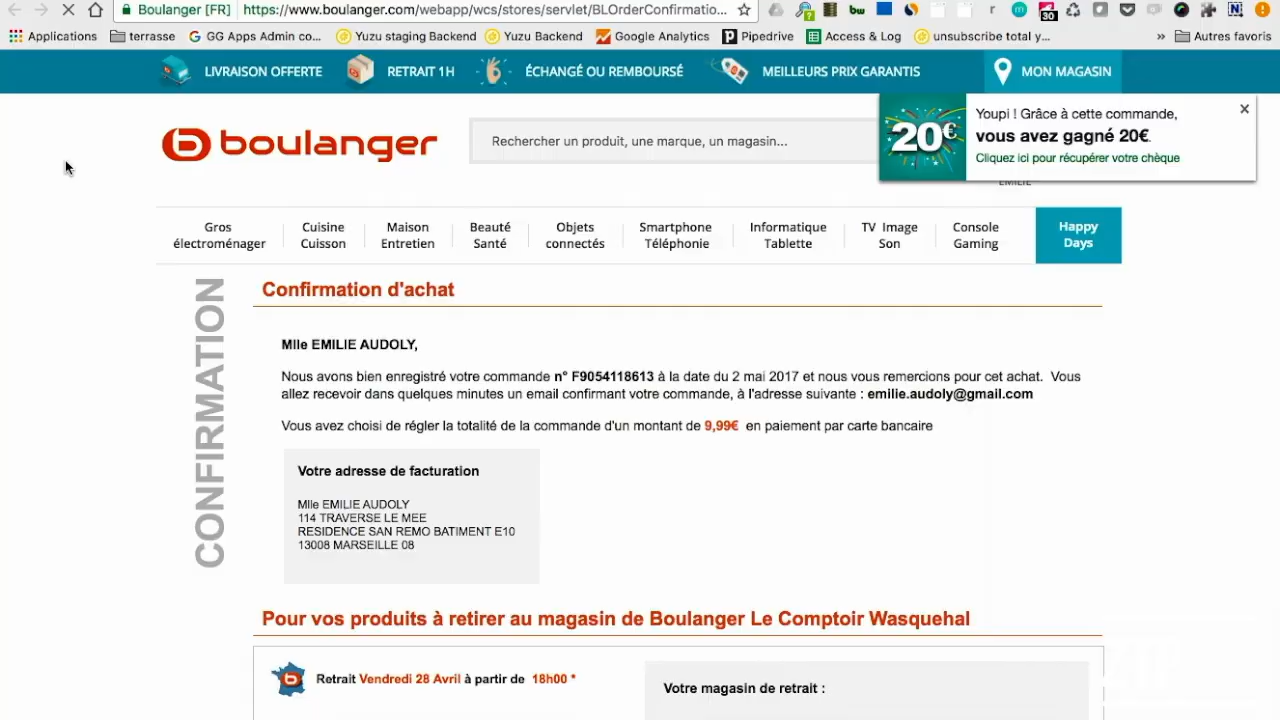 Boulanger [FR]
https://www.boulanger.com/webapp/wcs/stores/servlet/BLOrderConfirmatio...
30
Applications
terrasse
GG Apps Admin co...
Yuzu staging Backend
Yuzu Backend
Google Analytics
Pipedrive
Access & Log
unsubscribe total y...
»
Autres favoris
LIVRAISON OFFERTE
RETRAIT 1H
ÉCHANGÉ OU REMBOURSÉ
MEILLEURS PRIX GARANTIS
MON MAGASIN
boulanger
Rechercher un produit, une marque, un magasin...
20€
Youpi ! Grâce à cette commande,
vous avez gagné 20€.
Cliquez ici pour récupérer votre chèque
EMILIE
Gros
électroménager
Cuisine
Cuisson
Maison
Entretien
Beauté
Santé
Objets
connectés
Smartphone
Téléphonie
Informatique
Tablette
TV Image
Son
Console
Gaming
Happy
Days
CONFIRMATION
Confirmation d'achat
Mlle EMILIE AUDOLY,
Nous avons bien enregistré votre commande n° F9054118613 à la date du 2 mai 2017 et nous vous remercions pour cet achat. Vous
allez recevoir dans quelques minutes un email confirmant votre commande, à l'adresse suivante : emilie.audoly@gmail.com
Vous avez choisi de régler la totalité de la commande d'un montant de 9,99€ en paiement par carte bancaire
Votre adresse de facturation
Mlle EMILIE AUDOLY
114 TRAVERSE LE MEE
RESIDENCE SAN REMO BATIMENT E10
13008 MARSEILLE 08
Pour vos produits à retirer au magasin de Boulanger Le Comptoir Wasquehal
Retrait Vendredi 28 Avril à partir de 18h00 *
Votre magasin de retrait :